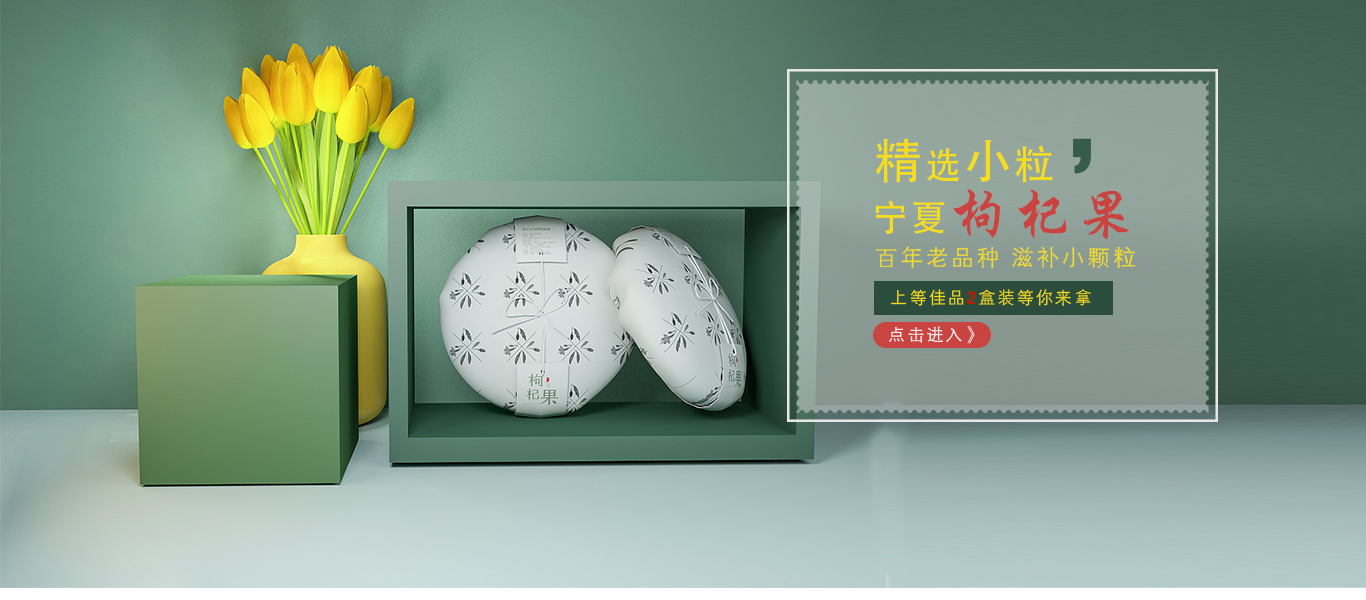 精选小粒，
宁夏枸杞果
百年老品种 滋补小颗粒
上等佳品2盒装等你来拿
点击进入》
枸杞果
枸杞果